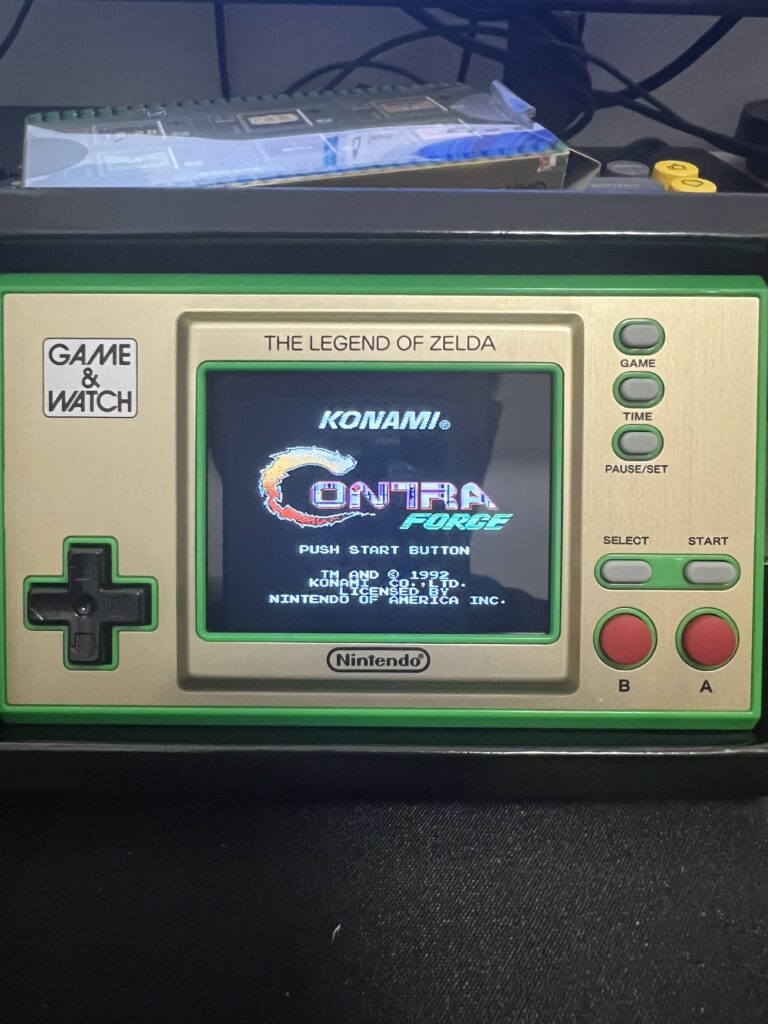 GAME
&
WATCH
THE LEGEND OF ZELDA
KONAMI®
CONTRA
FORCE
PUSH START BUTTON
TM AND © 1992
KONAMI CO.,LTD.
LICENSED BY
NINTENDO OF AMERICA INC.
Nintendo®
GAME
TIME
PAUSE/SET
SELECT START
B A